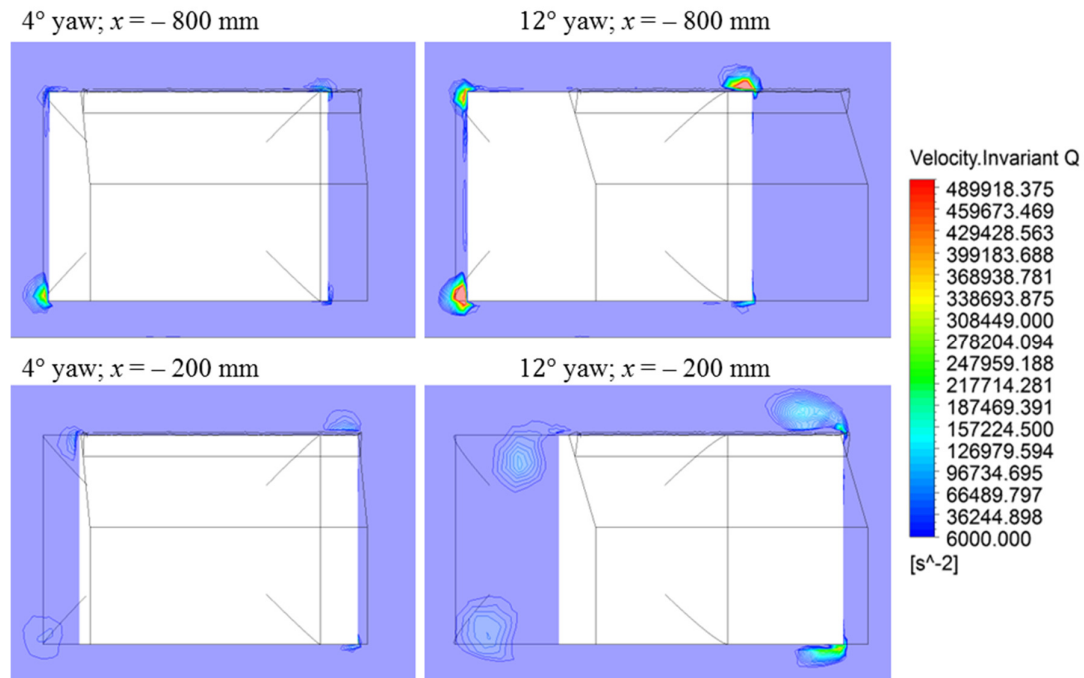 4° yaw; x = – 800 mm
12° yaw; x = – 800 mm
4° yaw; x = – 200 mm
12° yaw; x = – 200 mm
Velocity.Invariant Q
489918.375
459673.469
429428.563
399183.688
368938.781
338693.875
308449.000
278204.094
247959.188
217714.281
187469.391
157224.500
126979.594
96734.695
66489.797
36244.898
6000.000
[s^-2]